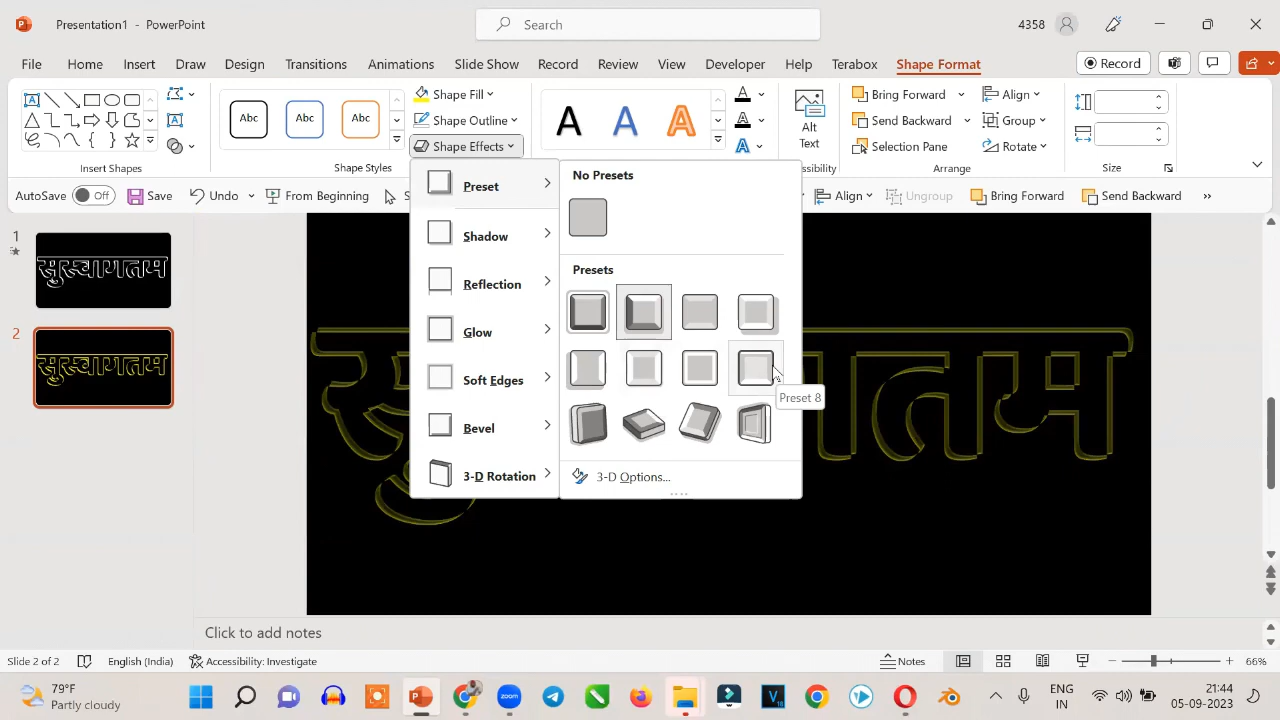 Presentation1 - PowerPoint
Search
4358
File Home Insert Draw Design Transitions Animations Slide Show Record Review View Developer Help Terabox Shape Format
Record
Abc Abc Abc
Shape Fill
Shape Outline
Shape Effects
A A A
A
A
A
Alt
Text
Bring Forward
Send Backward
Selection Pane
Align
Group
Rotate
Insert Shapes
Shape Styles
Arrange
Size
AutoSave Off Save Undo From Beginning
Align Ungroup Bring Forward Send Backward
Preset
Shadow
Reflection
Glow
Soft Edges
Bevel
3-D Rotation
No Presets
Presets
Preset 8
3-D Options...
1
सुस्वागतम
2
सुस्वागतम
Click to add notes
Slide 2 of 2 English (India) Accessibility: Investigate
Notes
66%
79°F
Partly cloudy
zoom
ENG
IN
21:44
05-09-2023